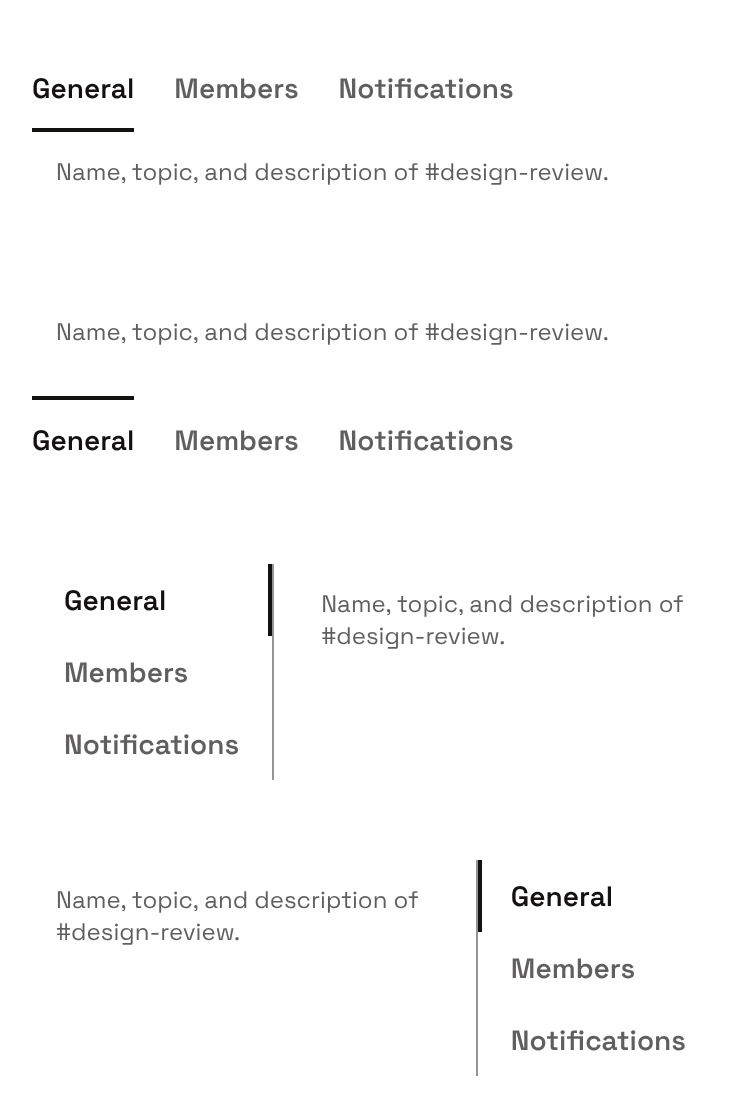 General Members Notifications
Name, topic, and description of #design-review.
Name, topic, and description of #design-review.
General Members Notifications
General
Members
Notifications
Name, topic, and description of
#design-review.
Name, topic, and description of
#design-review.
General
Members
Notifications